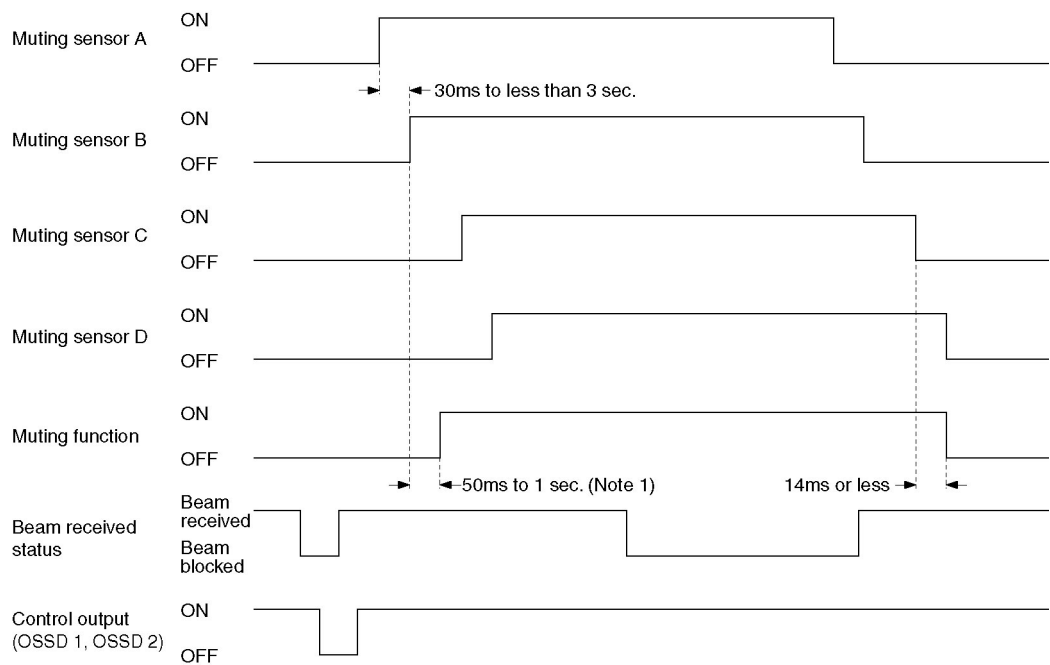 Muting sensor A
ON
OFF
30ms to less than 3 sec.
Muting sensor B
ON
OFF
Muting sensor C
ON
OFF
Muting sensor D
ON
OFF
Muting function
ON
OFF
50ms to 1 sec. (Note 1)
14ms or less
Beam received
status
Beam
received
Beam
blocked
Control output
(OSSD 1, OSSD 2)
ON
OFF